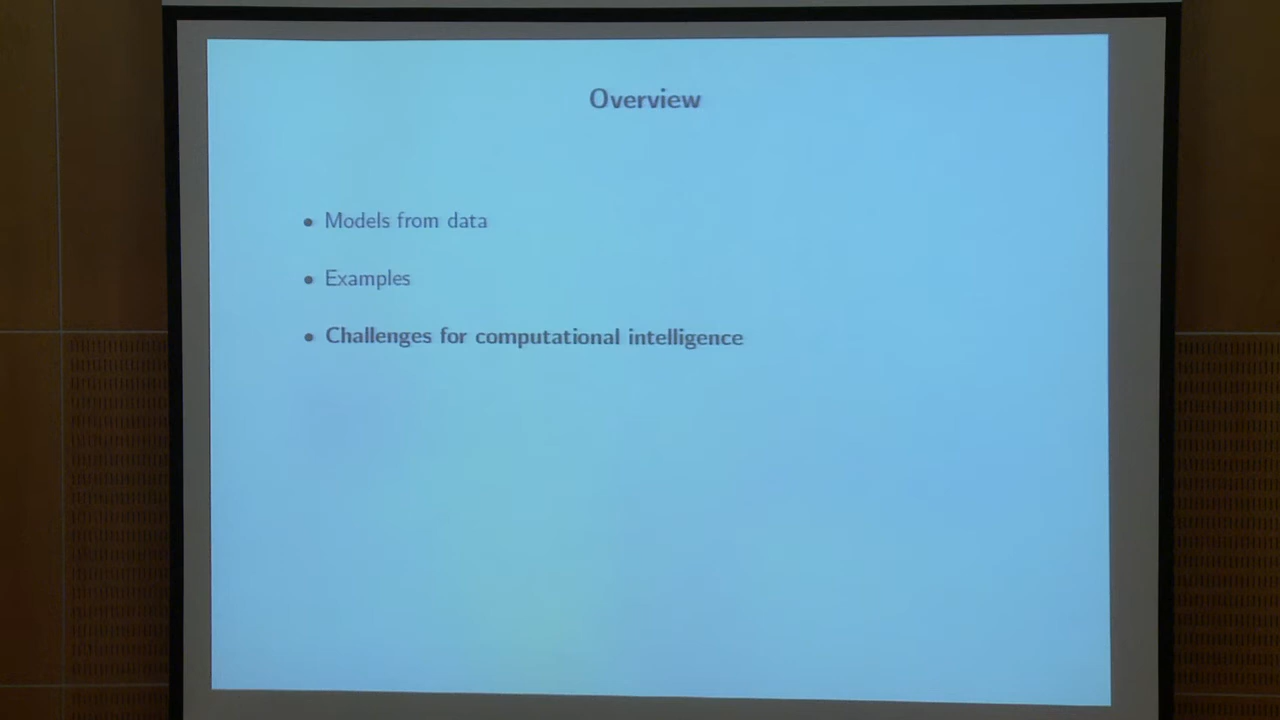 Overview
• Models from data
• Examples
• Challenges for computational intelligence